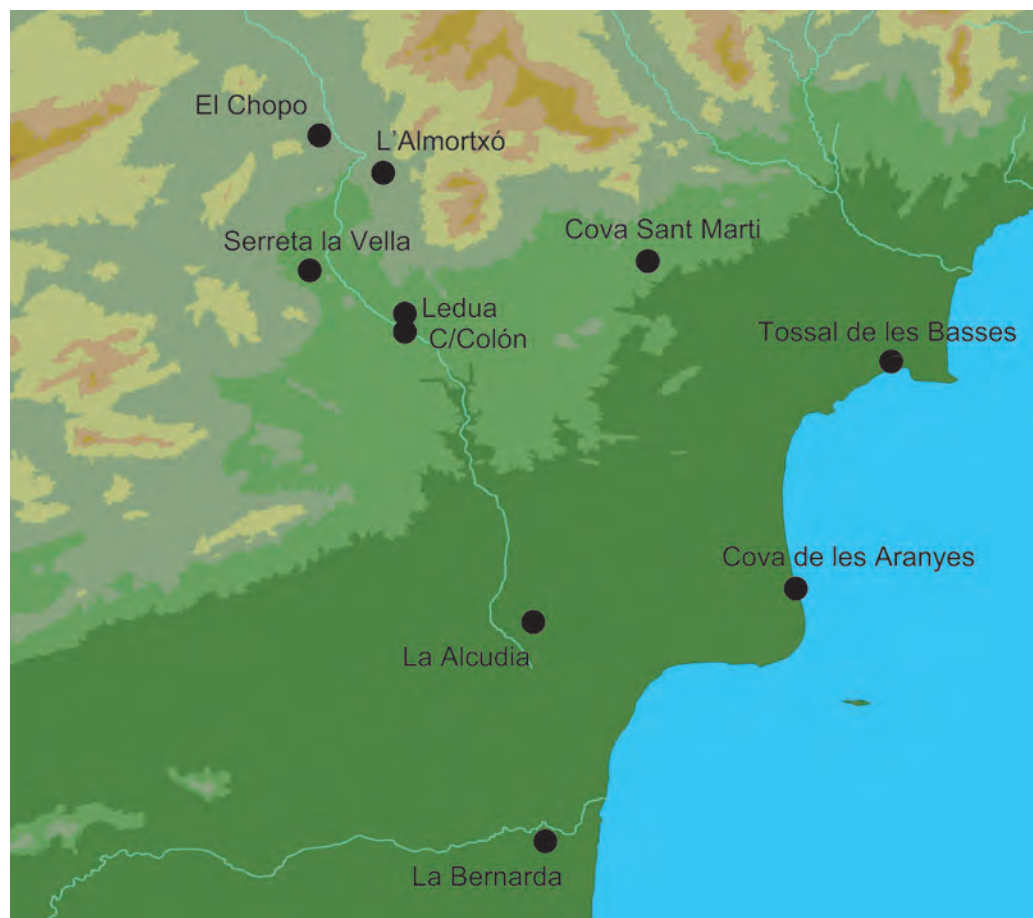 El Chopo
L'Almortxó
Serreta la Vella
Cova Sant Marti
Ledua
C/Colón
Tossal de les Basses
Cova de les Aranyes
La Alcudia
La Bernarda